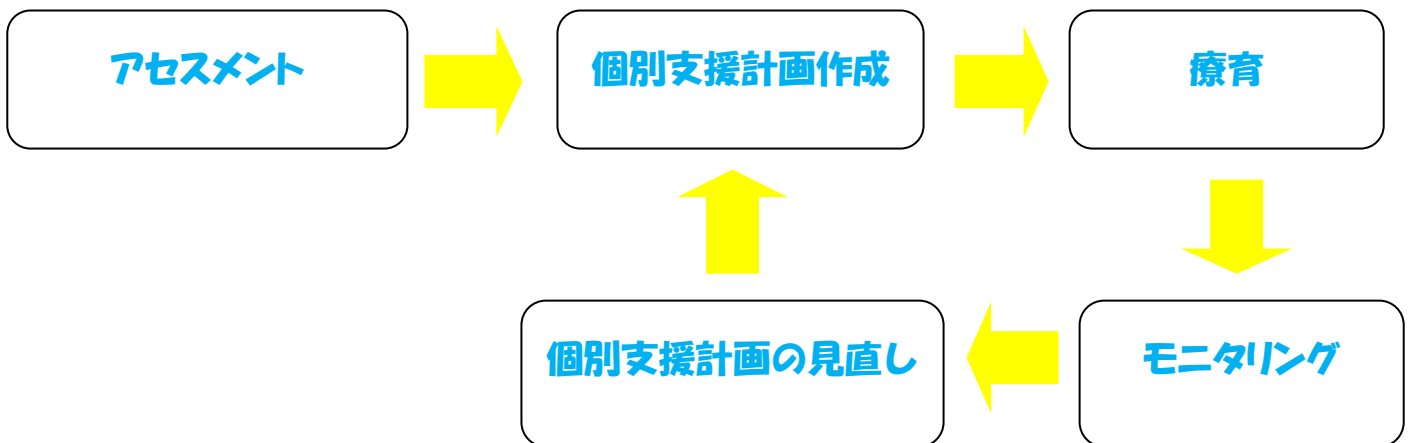 アセスメント
個別支援計画作成
療育
個別支援計画の見直し
モニタリング